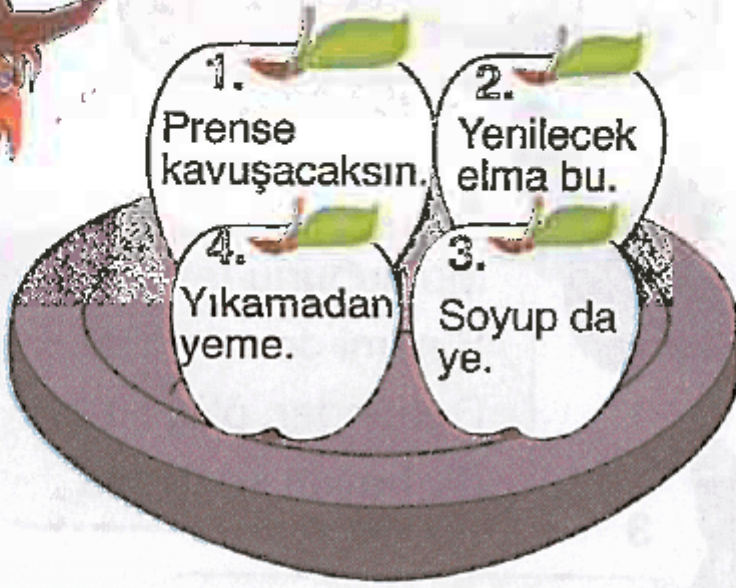 1.
Prense
kavuşacaksın.
2.
Yenilecek
elma bu.
3.
Soyup da
ye.
4.
Yıkamadan
yeme.